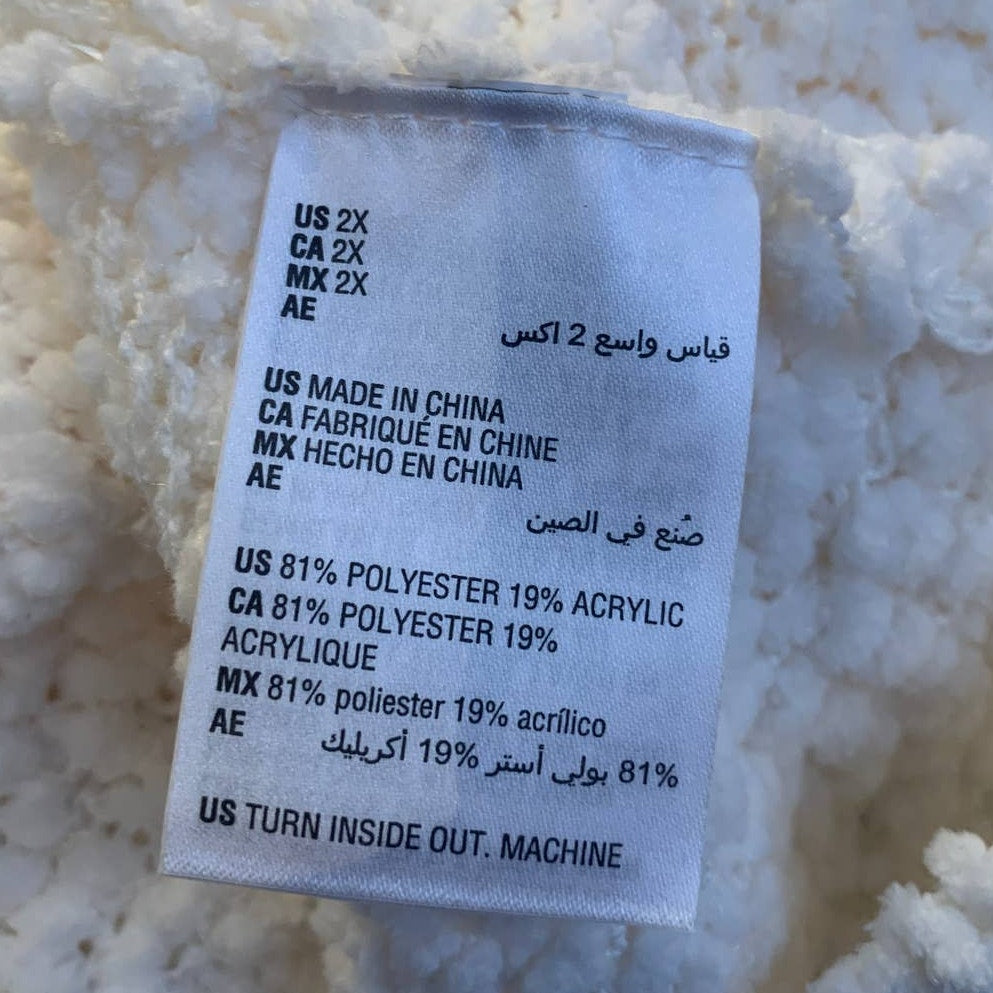 US 2X
CA 2X
MX 2X
AE
قياس واسع 2 اكس
US MADE IN CHINA
CA FABRIQUÉ EN CHINE
MX HECHO EN CHINA
AE
صُنع في الصين
US 81% POLYESTER 19% ACRYLIC
CA 81% POLYESTER 19%
ACRYLIQUE
MX 81% poliester 19% acrílico
AE
81% بولي أستر 19% أكريليك
US TURN INSIDE OUT. MACHINE